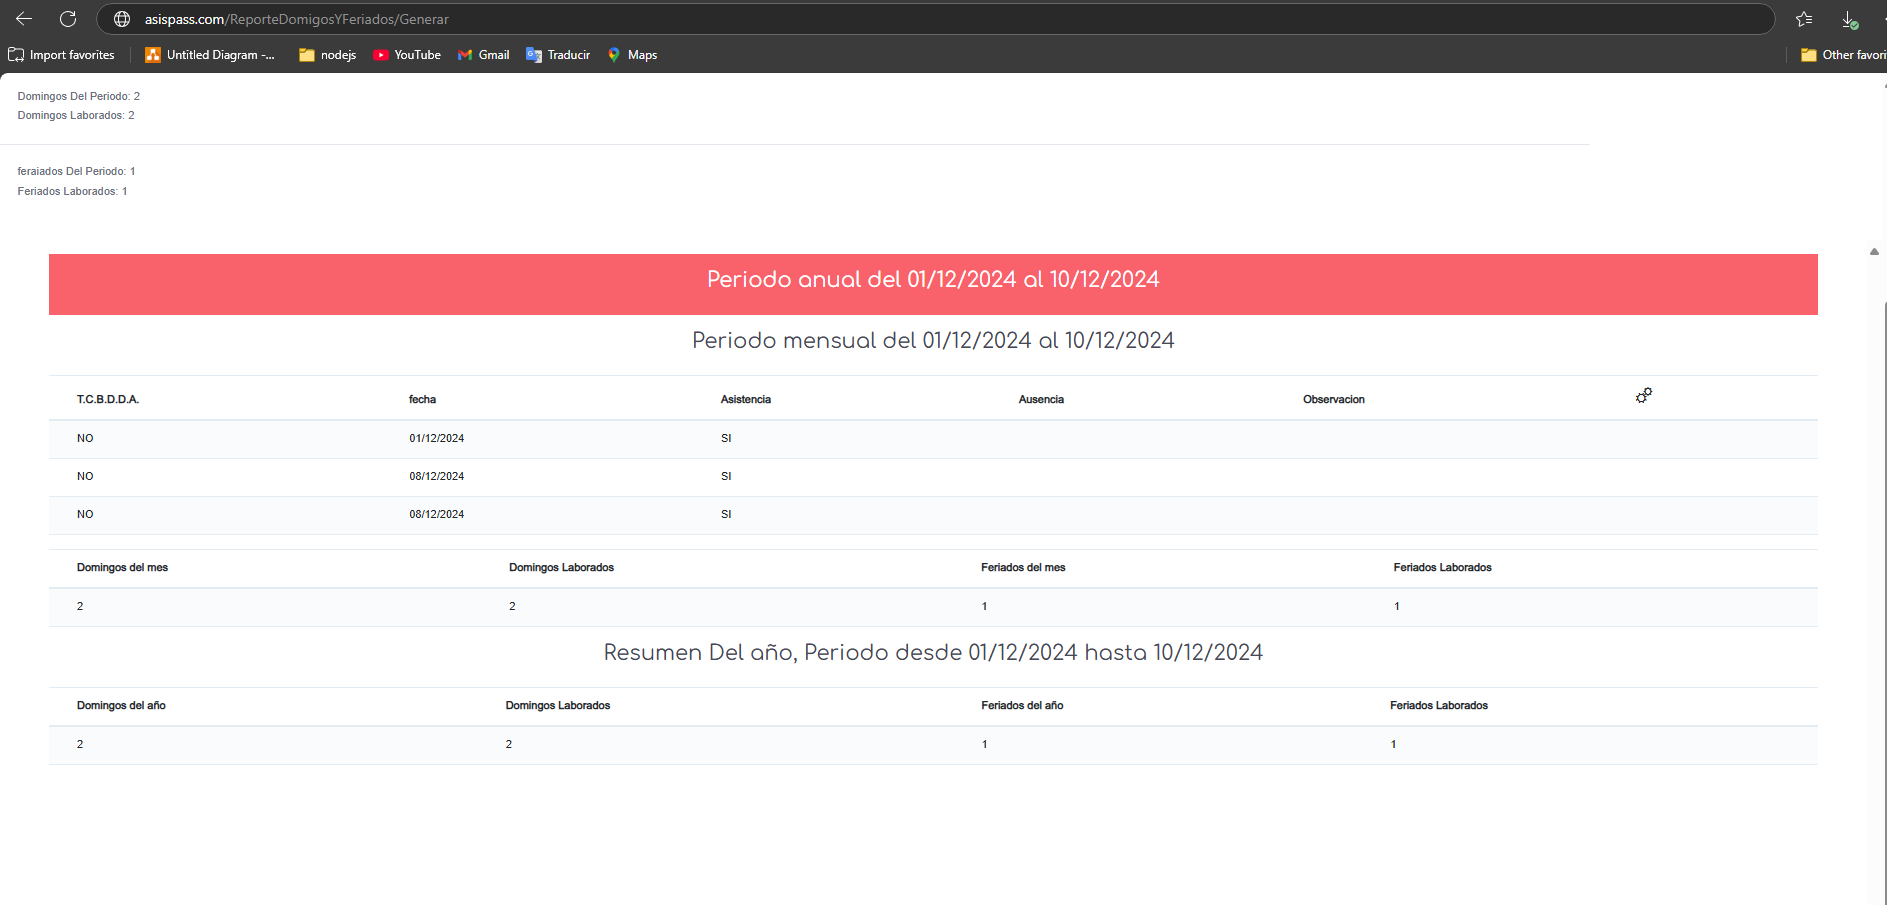 asispass.com/ReporteDomigosYFeriados/Generar
Import favorites Untitled Diagram -... nodejs YouTube Gmail Traducir Maps Other favori
Domingos Del Periodo: 2
Domingos Laborados: 2
feraiados Del Periodo: 1
Feriados Laborados: 1
Periodo anual del 01/12/2024 al 10/12/2024
Periodo mensual del 01/12/2024 al 10/12/2024
T.C.B.D.D.A. fecha Asistencia Ausencia Observacion
NO 01/12/2024 SI
NO 08/12/2024 SI
NO 08/12/2024 SI
Domingos del mes Domingos Laborados Feriados del mes Feriados Laborados
2 2 1 1
Resumen Del año, Periodo desde 01/12/2024 hasta 10/12/2024
Domingos del año Domingos Laborados Feriados del año Feriados Laborados
2 2 1 1